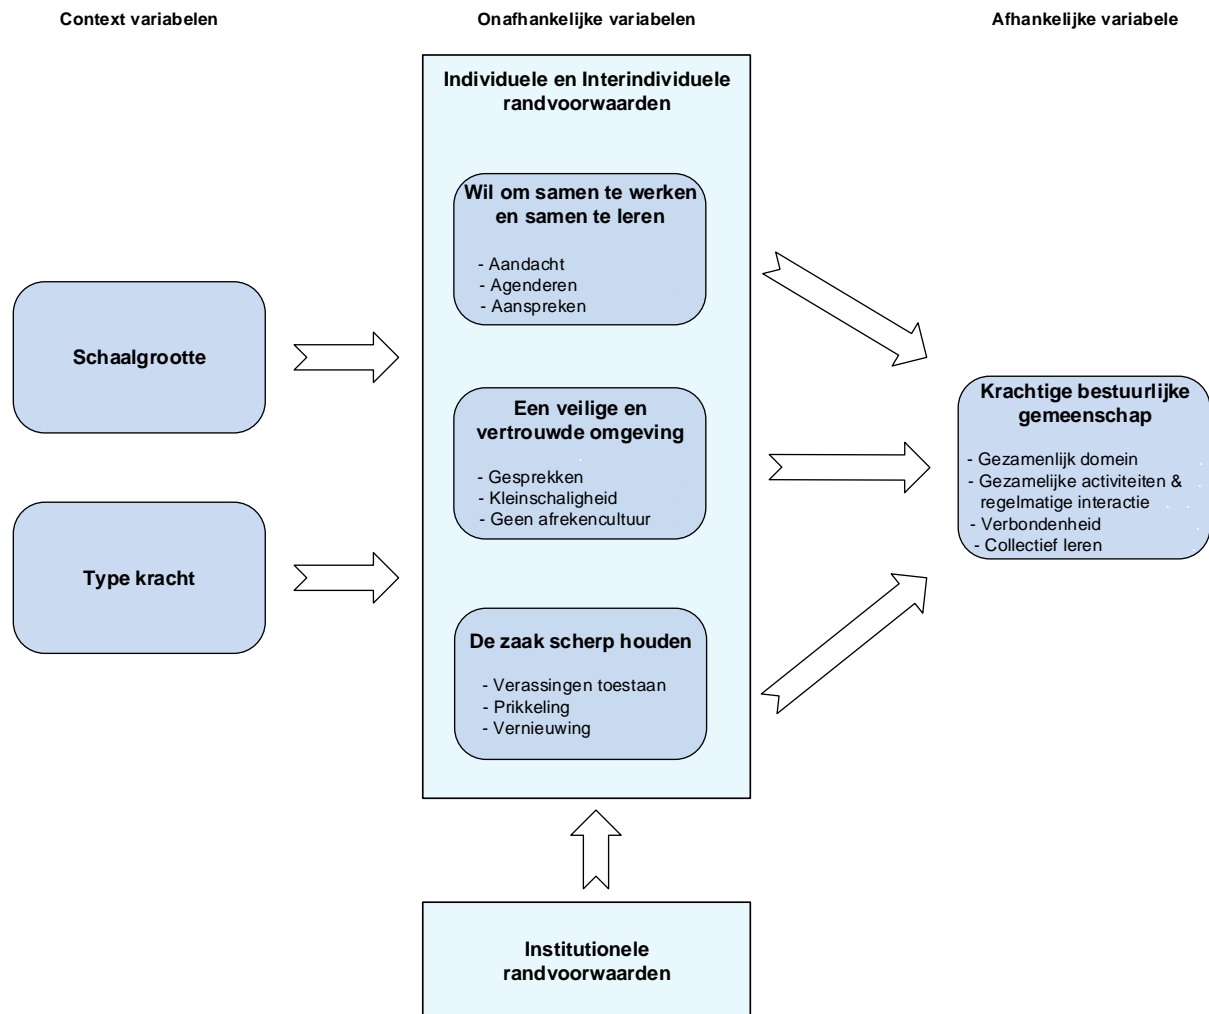 Context variabelen
Onafhankelijke variabelen
Afhankelijke variabele
Individuele en Interindividuele
randvoorwaarden
Wil om samen te werken
en samen te leren
- Aandacht
- Agenderen
- Aanspreken
Schaalgrootte
Een veilige en
vertrouwde omgeving
- Gesprekken
- Kleinschaligheid
- Geen afrekencultuur
Krachtige bestuurlijke
gemeenschap
- Gezamenlijk domein
- Gezamelijke activiteiten &
regelmatige interactie
- Verbondenheid
- Collectief leren
Type kracht
De zaak scherp houden
- Verassingen toestaan
- Prikkeling
- Vernieuwing
Institutionele
randvoorwaarden